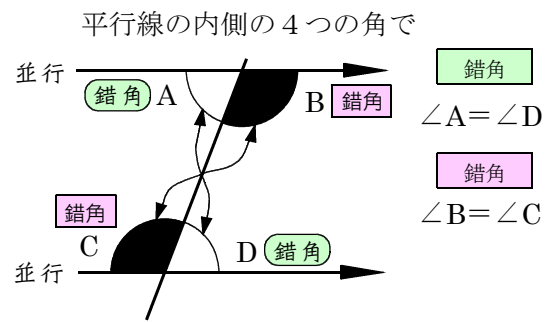 平行線の内側の４つの角で
並行
錯角 A
B 錯角
錯角
∠A＝∠D
錯角
∠B＝∠C
錯角
C
D 錯角
並行